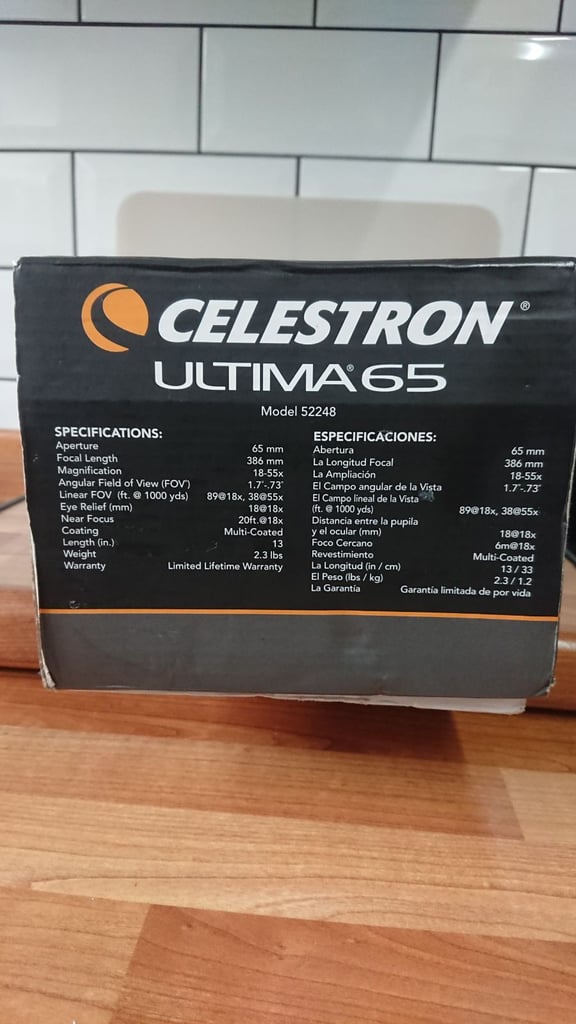 CELESTRON®
ULTIMA® 65
Model 52248
SPECIFICATIONS:
Aperture 65 mm
Focal Length 386 mm
Magnification 18-55x
Angular Field of View (FOV˚) 1.7˚-.73˚
Linear FOV (ft. @ 1000 yds) 89@18x, 38@55x
Eye Relief (mm) 18@18x
Near Focus 20ft.@18x
Coating Multi-Coated
Length (in.) 13
Weight 2.3 lbs
Warranty Limited Lifetime Warranty
ESPECIFICACIONES:
Abertura 65 mm
La Longitud Focal 386 mm
La Ampliación 18-55x
El Campo angular de la Vista 1.7˚-.73˚
El Campo lineal de la Vista
(ft. @ 1000 yds) 89@18x, 38@55x
Distancia entre la pupila
y el ocular (mm) 18@18x
Foco Cercano 6m@18x
Revestimiento Multi-Coated
La Longitud (in / cm) 13 / 33
El Peso (lbs / kg) 2.3 / 1.2
La Garantía Garantía limitada de por vida